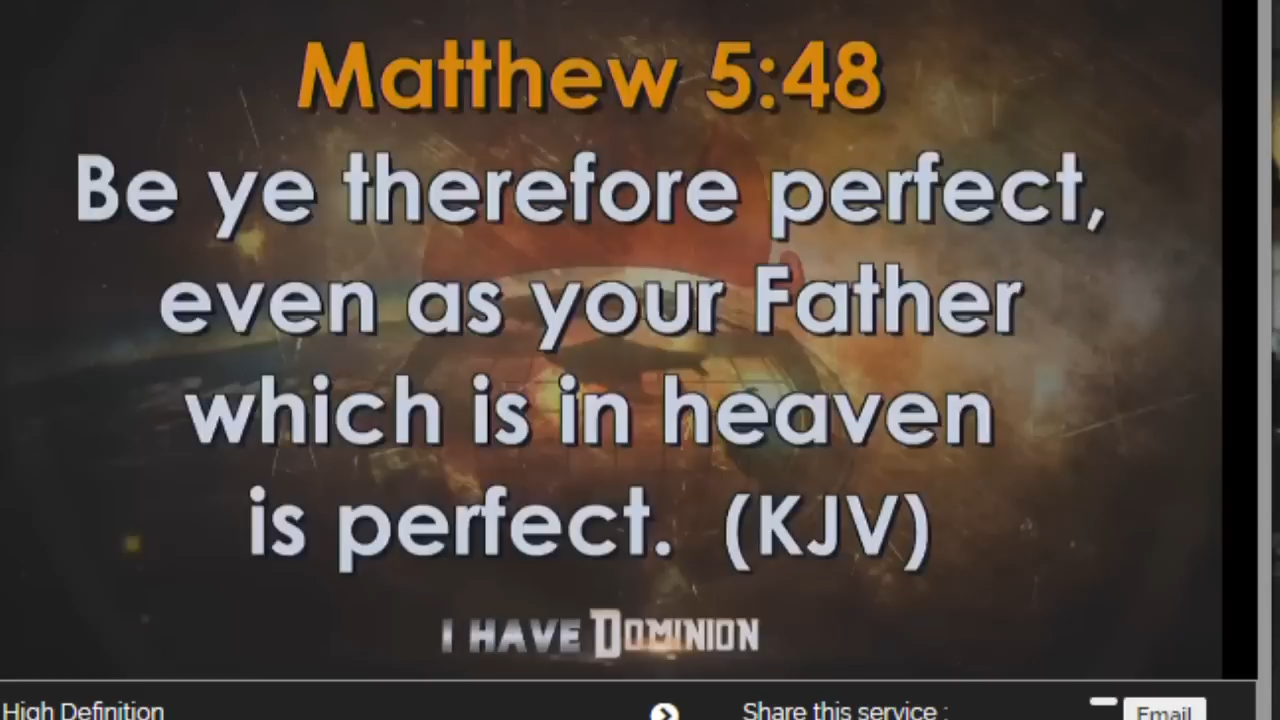 Matthew 5:48
Be ye therefore perfect,
even as your Father
which is in heaven
is perfect. (KJV)
I HAVE DOMINION
High Definition
Share this service :
Email